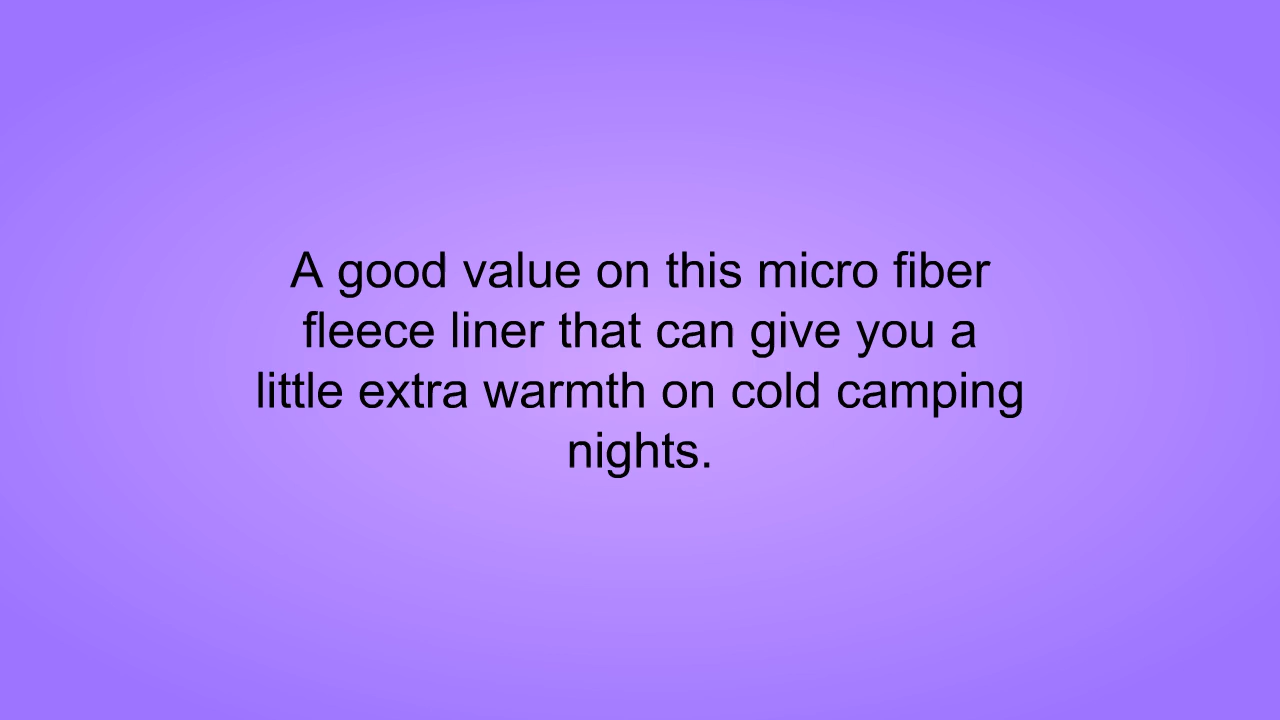 A good value on this micro fiber
fleece liner that can give you a
little extra warmth on cold camping
nights.